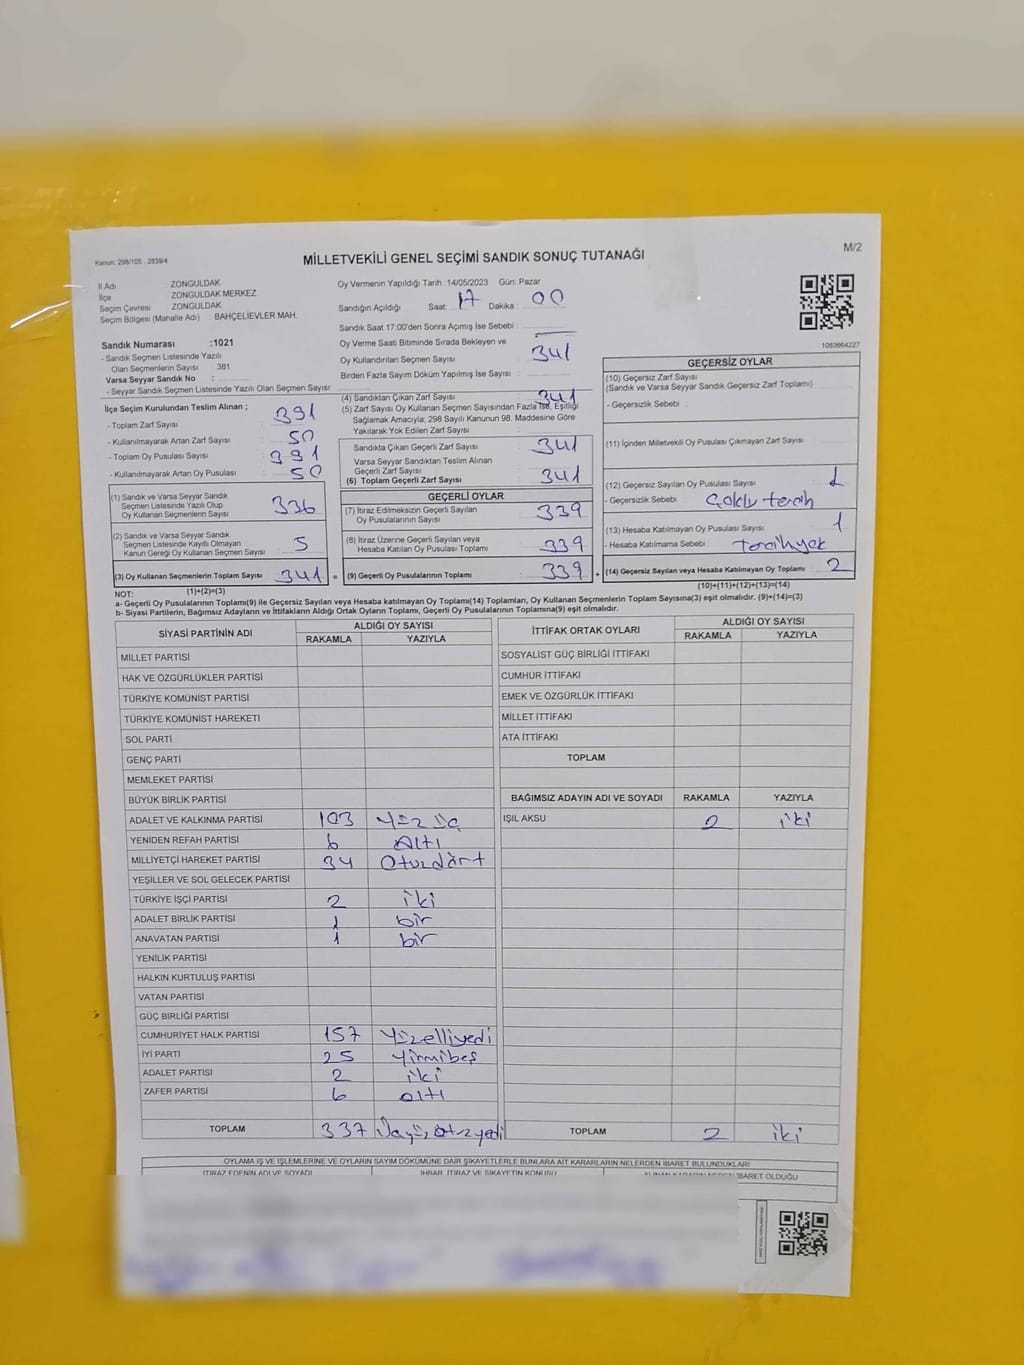 Kanun: 298/105 , 2839/4
MİLLETVEKİLİ GENEL SEÇİMİ SANDIK SONUÇ TUTANAĞI
M/2
İl Adı : ZONGULDAK
İlçe : ZONGULDAK MERKEZ
Seçim Çevresi : ZONGULDAK
Seçim Bölgesi (Mahalle Adı) : BAHÇELİEVLER MAH.
Oy Vermenin Yapıldığı Tarih : 14/05/2023 Gün: Pazar
Sandığın Açıldığı Saat : 17 Dakika : 00
Sandık Saat 17:00'den Sonra Açımış İse Sebebi :
Sandık Numarası :1021
- Sandık Seçmen Listesinde Yazılı
Olan Seçmenlerin Sayısı 381
Varsa Seyyar Sandık No :
- Seyyar Sandık Seçmen Listesinde Yazılı Olan Seçmen Sayısı:
Oy Verme Saati Bitiminde Sırada Bekleyen ve
Oy Kullandırılan Seçmen Sayısı 341
Birden Fazla Sayım Döküm Yapılmış İse Sayısı :
1083664227
İlçe Seçim Kurulundan Teslim Alınan ;
- Toplam Zarf Sayısı 391
- Kullanılmayarak Artan Zarf Sayısı 50
- Toplam Oy Pusulası Sayısı 391
- Kullanılmayarak Artan Oy Pusulası 50
(1) Sandık ve Varsa Seyyar Sandık
Seçmen Listesinde Yazılı Olup
Oy Kullanan Seçmenlerin Sayısı 336
(2) Sandık ve Varsa Seyyar Sandık
Seçmen Listesinde Kayıtlı Olmayan
Kanun Gereği Oy Kullanan Seçmen Sayısı 5
(3) Oy Kullanan Seçmenlerin Toplam Sayısı 341 =
(1)+(2)=(3)
(4) Sandıktan Çıkan Zarf Sayısı 341
(5) Zarf Sayısı Oy Kullanan Seçmen Sayısından Fazla İse, Eşitliği
Sağlamak Amacıyla; 298 Sayılı Kanunun 98. Maddesine Göre
Yakılarak Yok Edilen Zarf Sayısı :
Sandıkta Çıkan Geçerli Zarf Sayısı 341
Varsa Seyyar Sandıktan Teslim Alınan
Geçerli Zarf Sayısı
(6) Toplam Geçerli Zarf Sayısı 341
GEÇERLİ OYLAR
(7) İtiraz Edilmeksizin Geçerli Sayılan
Oy Pusulalarının Sayısı 339
(8) İtiraz Üzerine Geçerli Sayılan veya
Hesaba Katılan Oy Pusulası Toplamı 339
(9) Geçerli Oy Pusulalarının Toplamı 339 +
GEÇERSİZ OYLAR
(10) Geçersiz Zarf Sayısı
(Sandık ve Varsa Seyyar Sandık Geçersiz Zarf Toplamı)
- Geçersizlik Sebebi :
(11) İçinden Milletvekili Oy Pusulası Çıkmayan Zarf Sayısı
(12) Geçersiz Sayılan Oy Pusulası Sayısı 1
- Geçersizlik Sebebi : Çoklu tercih
(13) Hesaba Katılmayan Oy Pusulası Sayısı 1
- Hesaba Katılmama Sebebi : tercihyok
(14) Geçersiz Sayılan veya Hesaba Katılmayan Oy Toplamı 2
(10)+(11)+(12)+(13)=(14)
NOT:
a- Geçerli Oy Pusulalarının Toplamı(9) ile Geçersiz Sayılan veya Hesaba katılmayan Oy Toplamı(14) Toplamları, Oy Kullanan Seçmenlerin Toplam Sayısına(3) eşit olmalıdır. (9)+(14)=(3)
b- Siyasi Partilerin, Bağımsız Adayların ve İttifakların Aldığı Ortak Oyların Toplamı, Geçerli Oy Pusulalarının Toplamına(9) eşit olmalıdır.
SİYASİ PARTİNİN ADI ALDIĞI OY SAYISI
RAKAMLA YAZIYLA
MİLLET PARTİSİ
HAK VE ÖZGÜRLÜKLER PARTİSİ
TÜRKİYE KOMÜNİST PARTİSİ
TÜRKİYE KOMÜNİST HAREKETİ
SOL PARTİ
GENÇ PARTİ
MEMLEKET PARTİSİ
BÜYÜK BİRLİK PARTİSİ
ADALET VE KALKINMA PARTİSİ 103 Yüz üç
YENİDEN REFAH PARTİSİ 6 Altı
MİLLİYETÇİ HAREKET PARTİSİ 34 Otuzdört
YEŞİLLER VE SOL GELECEK PARTİSİ
TÜRKİYE İŞÇİ PARTİSİ 2 iki
ADALET BİRLİK PARTİSİ 1 bir
ANAVATAN PARTİSİ 1 bir
YENİLİK PARTİSİ
HALKIN KURTULUŞ PARTİSİ
VATAN PARTİSİ
GÜÇ BİRLİĞİ PARTİSİ
CUMHURİYET HALK PARTİSİ 157 Yüzelliyedi
İYİ PARTİ 25 Yirmibeş
ADALET PARTİSİ 2 iki
ZAFER PARTİSİ 6 altı
TOPLAM 337 Üçyüzotuzyedi
İTTİFAK ORTAK OYLARI ALDIĞI OY SAYISI
RAKAMLA YAZIYLA
SOSYALİST GÜÇ BİRLİĞİ İTTİFAKI
CUMHUR İTTİFAKI
EMEK VE ÖZGÜRLÜK İTTİFAKI
MİLLET İTTİFAKI
ATA İTTİFAKI
TOPLAM
BAĞIMSIZ ADAYIN ADI VE SOYADI RAKAMLA YAZIYLA
IŞIL AKSU 2 iki
TOPLAM 2 iki
OYLAMA İŞ VE İŞLEMLERİNE VE OYLARIN SAYIM DÖKÜMÜNE DAİR ŞİKAYETLERLE BUNLARA AİT KARARLARIN NELERDEN İBARET BULUNDUKLARI
İTİRAZ EDENİN ADI VE SOYADI İHBAR, İTİRAZ VE ŞİKAYETİN KONUSU ALINAN KARARIN NEDEN İBARET OLDUĞU